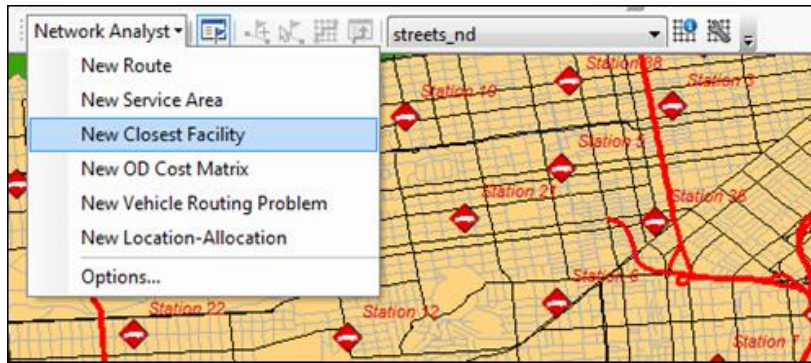 Network Analyst
streets_nd
New Route
New Service Area
New Closest Facility
New OD Cost Matrix
New Vehicle Routing Problem
New Location-Allocation
Options...
Station 38
Station 3
Station 10
Station 5
Station 21
Station 36
Station 6
Station 22
Station 12
Station 7